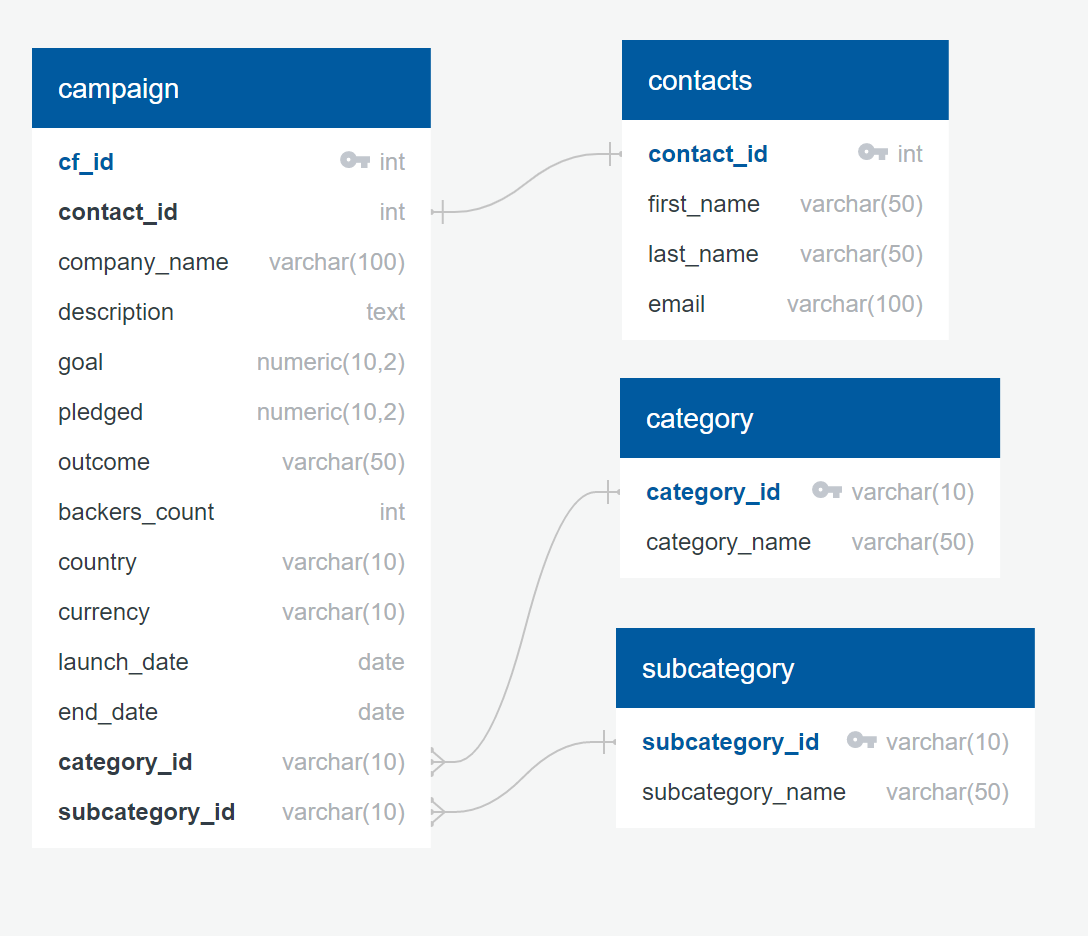 campaign
cf_id int
contact_id int
company_name varchar(100)
description text
goal numeric(10,2)
pledged numeric(10,2)
outcome varchar(50)
backers_count int
country varchar(10)
currency varchar(10)
launch_date date
end_date date
category_id varchar(10)
subcategory_id varchar(10)
contacts
contact_id int
first_name varchar(50)
last_name varchar(50)
email varchar(100)
category
category_id varchar(10)
category_name varchar(50)
subcategory
subcategory_id varchar(10)
subcategory_name varchar(50)